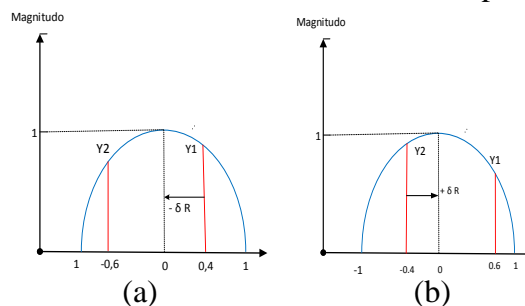 Magnitudo
1
Y2
Y1
- δ R
1
-0,6
0
0,4
1
(a)
Magnitudo
1
Y2
Y1
+ δ R
-1
-0.4
0
0.6
1
(b)